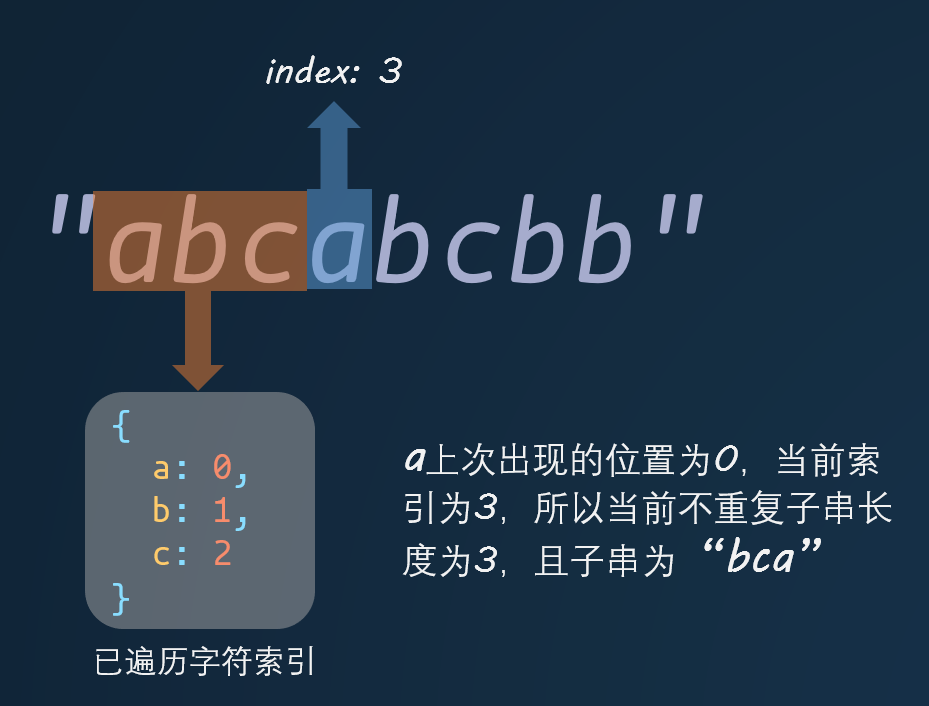 index: 3
"abcabcbb"
{
a: 0,
b: 1,
c: 2
}
已遍历字符索引
a上次出现的位置为0，当前索
引为3，所以当前不重复子串长
度为3，且子串为“bca”